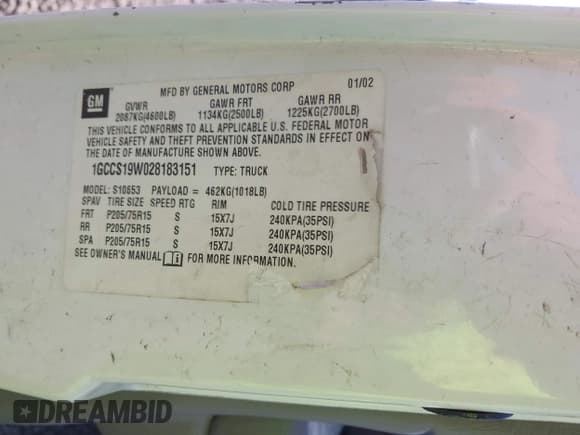 GM
MFD BY GENERAL MOTORS CORP 01/02
GVWR GAWR FRT GAWR RR
2087KG(4600LB) 1134KG(2500LB) 1225KG(2700LB)
THIS VEHICLE CONFORMS TO ALL APPLICABLE U.S. FEDERAL MOTOR
VEHICLE SAFETY AND THEFT PREVENTION STANDARDS IN EFFECT ON
THE DATE OF MANUFACTURE SHOWN ABOVE.
1GCCS19W028183151 TYPE: TRUCK
MODEL: S10653 PAYLOAD = 462KG(1018LB)
SPAV TIRE SIZE SPEED RTG RIM COLD TIRE PRESSURE
FRT P205/75R15 S 15X7J 240KPA(35PSI)
RR P205/75R15 S 15X7J 240KPA(35PSI)
SPA P205/75R15 S 15X7J 240KPA(35PSI)
SEE OWNER'S MANUAL FOR MORE INFORMATION.
DREAMBID